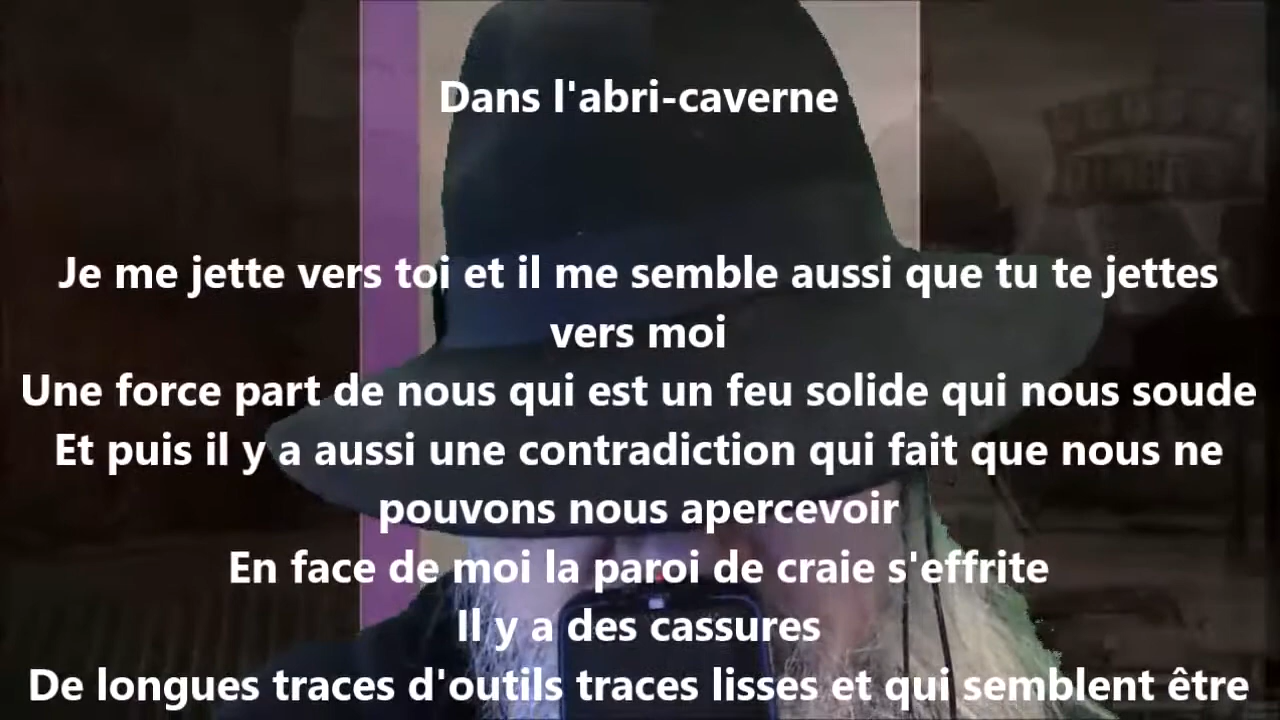 Dans l'abri-caverne
Je me jette vers toi et il me semble aussi que tu te jettes
vers moi
Une force part de nous qui est un feu solide qui nous soude
Et puis il y a aussi une contradiction qui fait que nous ne
pouvons nous apercevoir
En face de moi la paroi de craie s'effrite
Il y a des cassures
De longues traces d'outils traces lisses et qui semblent être